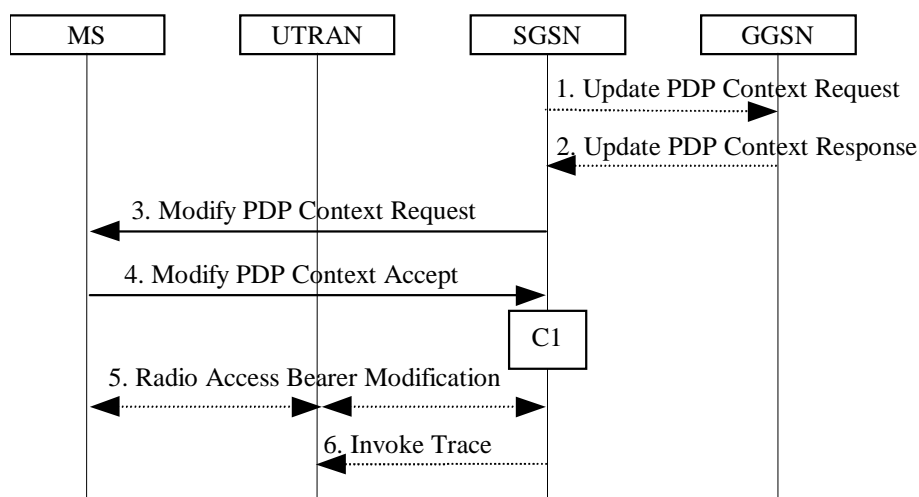 MS UTRAN SGSN GGSN
1. Update PDP Context Request
2. Update PDP Context Response
3. Modify PDP Context Request
4. Modify PDP Context Accept
C1
5. Radio Access Bearer Modification
6. Invoke Trace